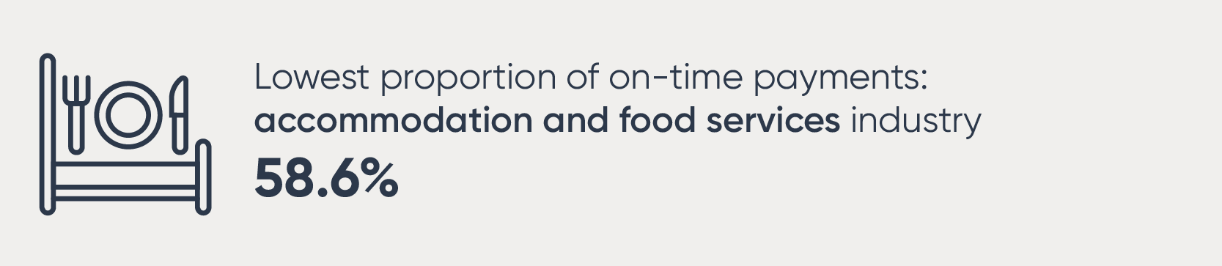 Lowest proportion of on-time payments:
accommodation and food services industry
58.6%